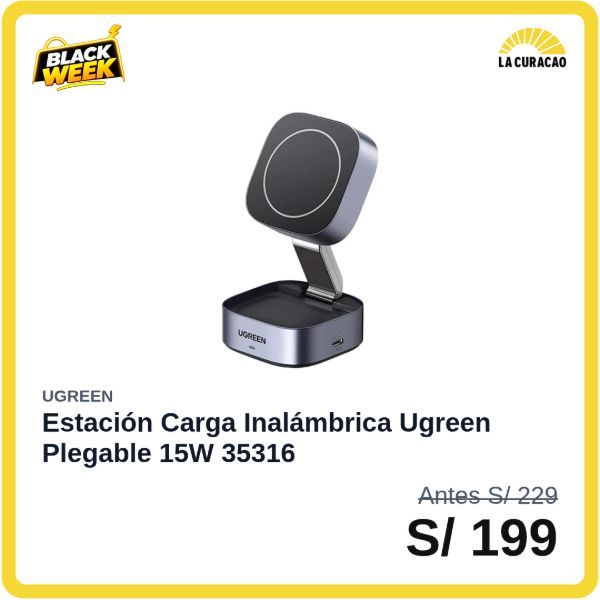 BLACK
WEEK
LA CURACAO
UGREEN
UGREEN
Estación Carga Inalámbrica Ugreen
Plegable 15W 35316
Antes S/ 229
S/ 199